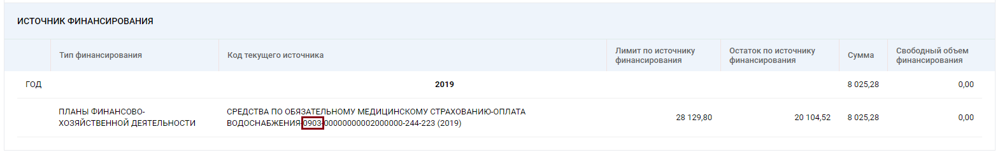 ИСТОЧНИК ФИНАНСИРОВАНИЯ
Тип финансирования
Код текущего источника
Лимит по источнику
финансирования
Остаток по источнику
финансирования
Сумма
Свободный объем
финансирования
ГОД
2019
8 025,28
0,00
ПЛАНЫ ФИНАНСОВО-
ХОЗЯЙСТВЕННОЙ ДЕЯТЕЛЬНОСТИ
СРЕДСТВА ПО ОБЯЗАТЕЛЬНОМУ МЕДИЦИНСКОМУ СТРАХОВАНИЮ-ОПЛАТА
ВОДОСНАБЖЕНИЯ-0903-00000000002000000-244-223 (2019)
28 129,80
20 104,52
8 025,28
0,00